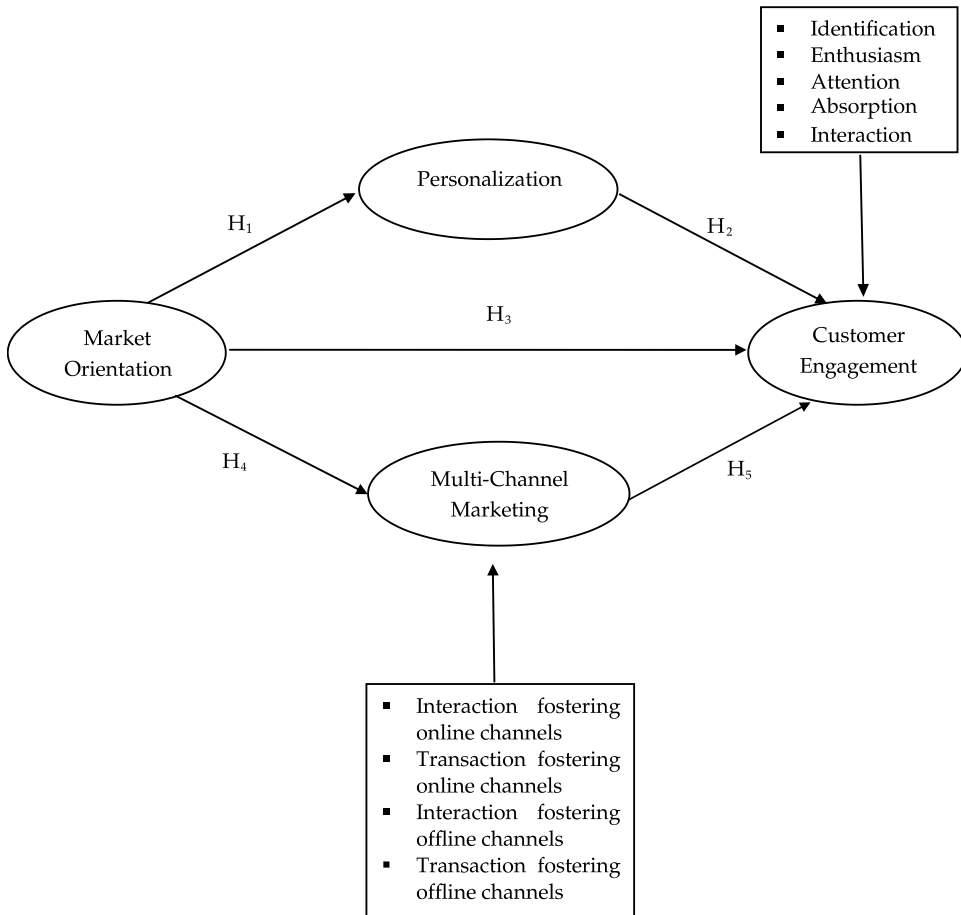 ▪ Identification
▪ Enthusiasm
▪ Attention
▪ Absorption
▪ Interaction
Personalization
H₁
H₂
H₃
Market
Orientation
Customer
Engagement
H₄
H₅
Multi-Channel
Marketing
▪ Interaction fostering
online channels
▪ Transaction fostering
online channels
▪ Interaction fostering
offline channels
▪ Transaction fostering
offline channels